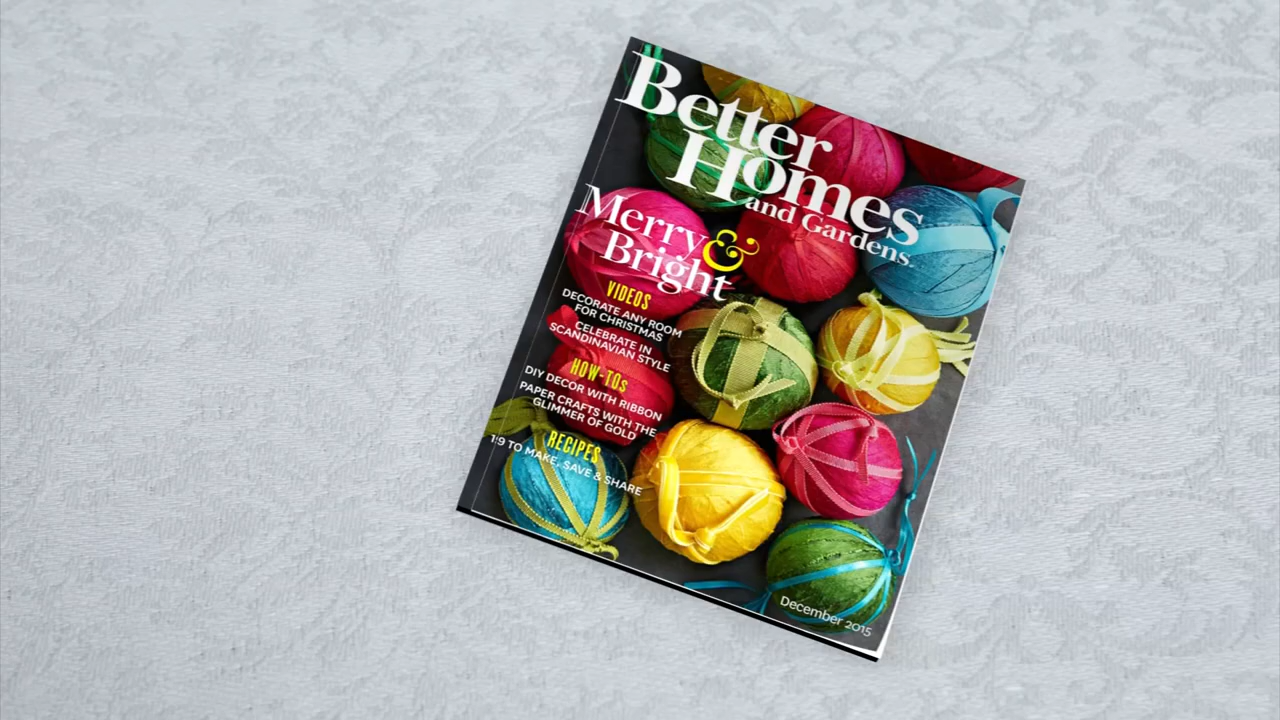 Better
Homes
and Gardens.
Merry &
Bright
VIDEOS
DECORATE ANY ROOM
FOR CHRISTMAS
CELEBRATE IN
SCANDINAVIAN STYLE
HOW-TOs
DIY DECOR WITH RIBBON
PAPER CRAFTS WITH THE
GLIMMER OF GOLD
RECIPES
19 TO MAKE, SAVE & SHARE
December 2015